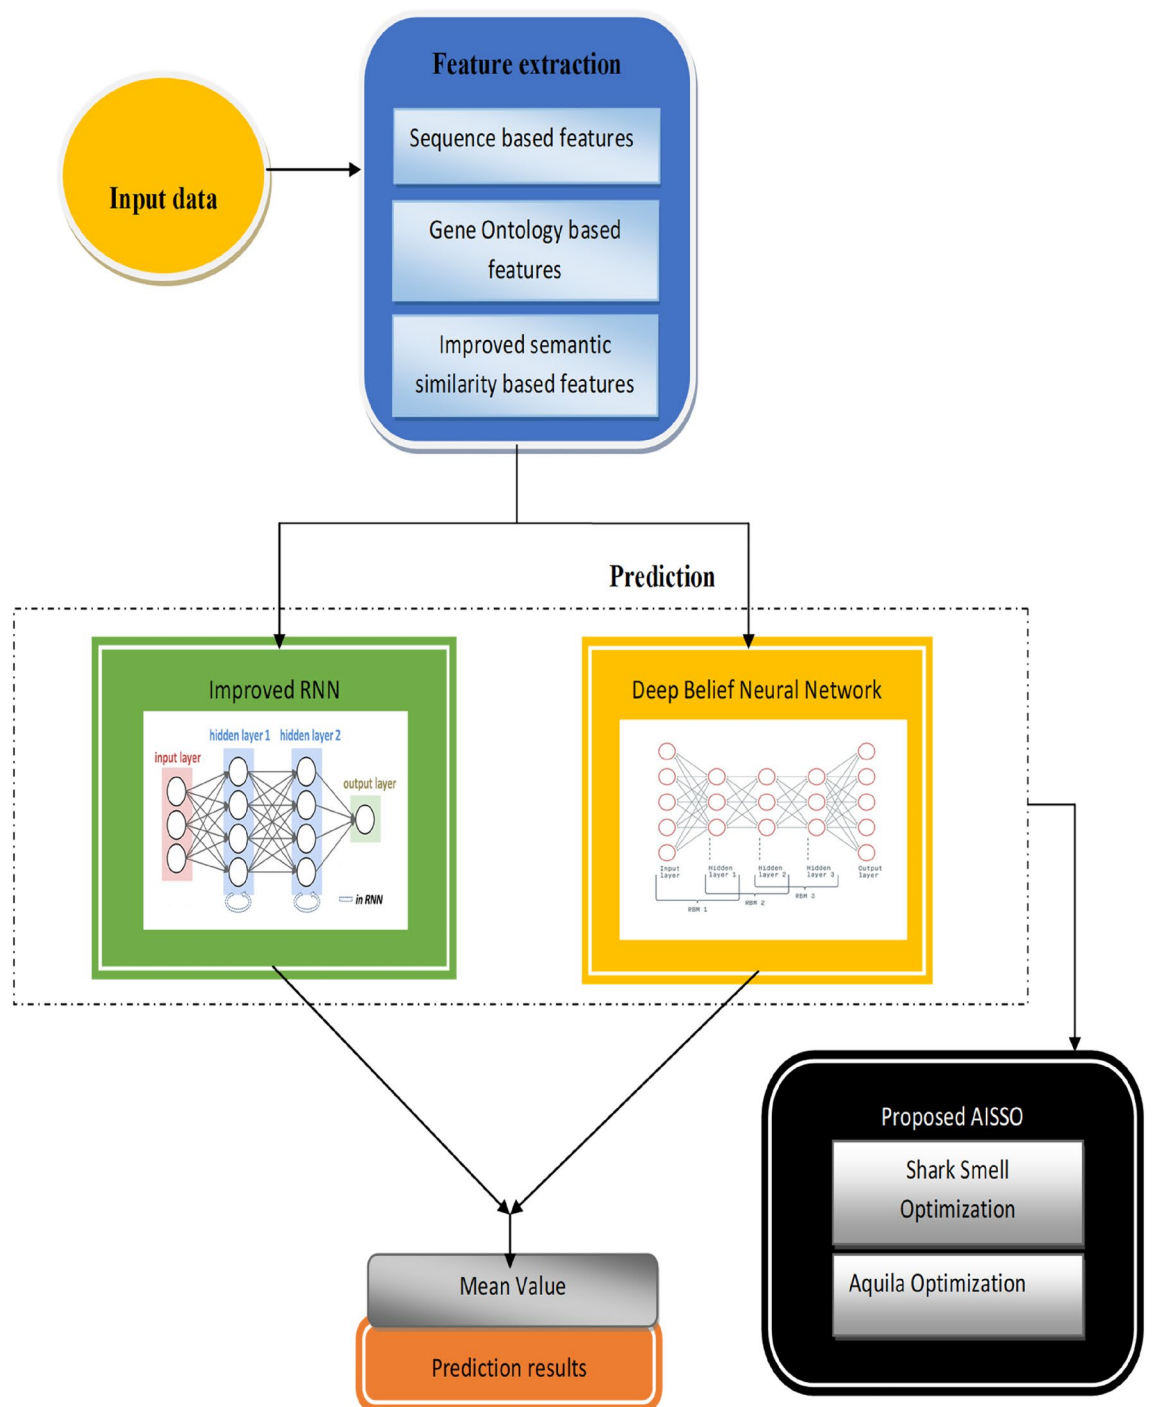 Feature extraction
Input data
Sequence based features
Gene Ontology based
features
Improved semantic
similarity based features
Prediction
Improved RNN
hidden layer 1
hidden layer 2
input layer
output layer
in RNN
Deep Belief Neural Network
Input
layer
Hidden
layer 1
Hidden
layer 2
Hidden
layer 3
Output
layer
RBM 1
RBM 2
RBM 3
Proposed AISSO
Shark Smell
Optimization
Aquila Optimization
Mean Value
Prediction results